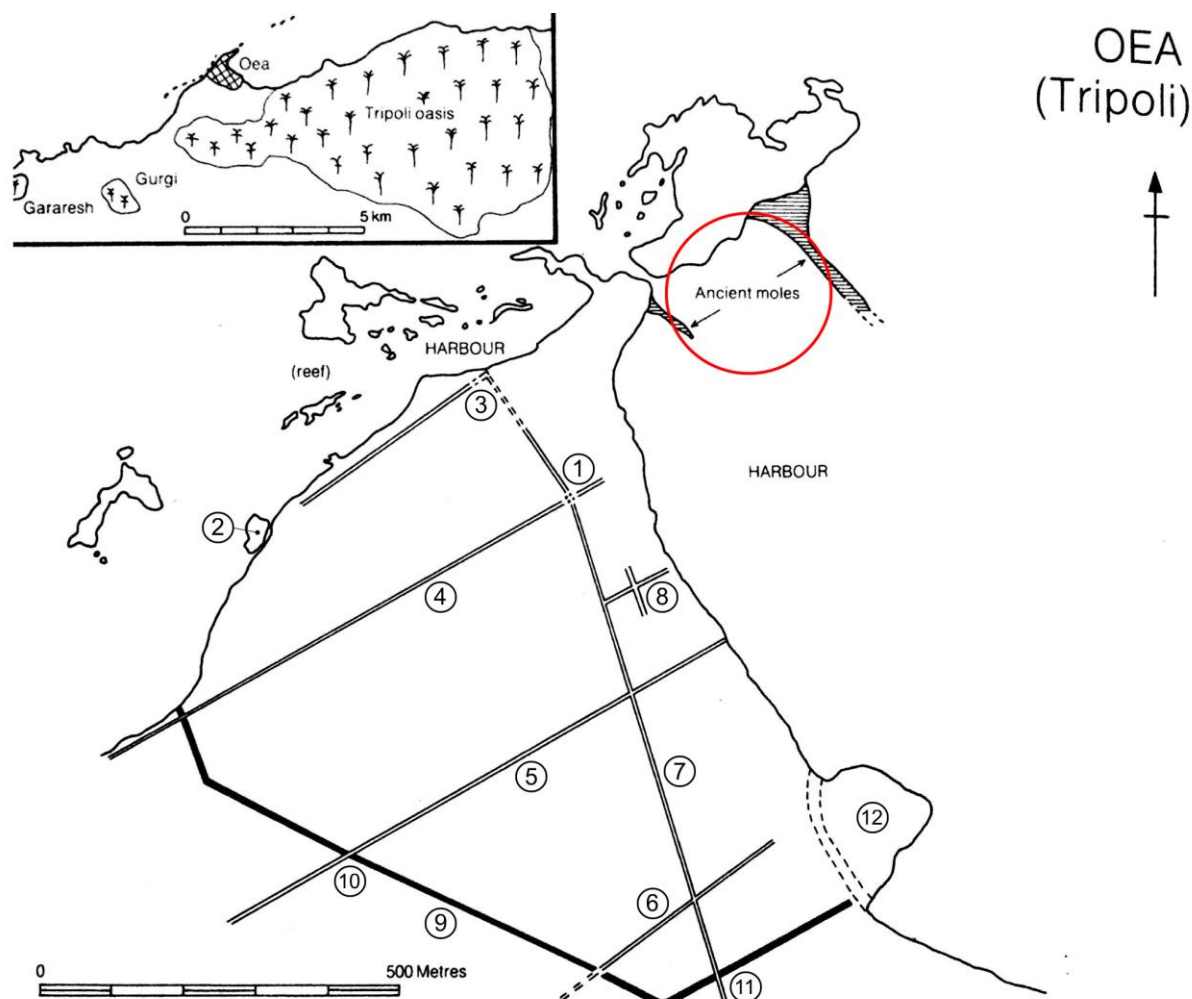 OEA
(Tripoli)
Oea
Tripoli oasis
Gurgi
Gararesh
0 5 km
Ancient moles
HARBOUR
(reef)
3
1
HARBOUR
2
4
8
5
7
12
10
6
9
0 500 Metres
11